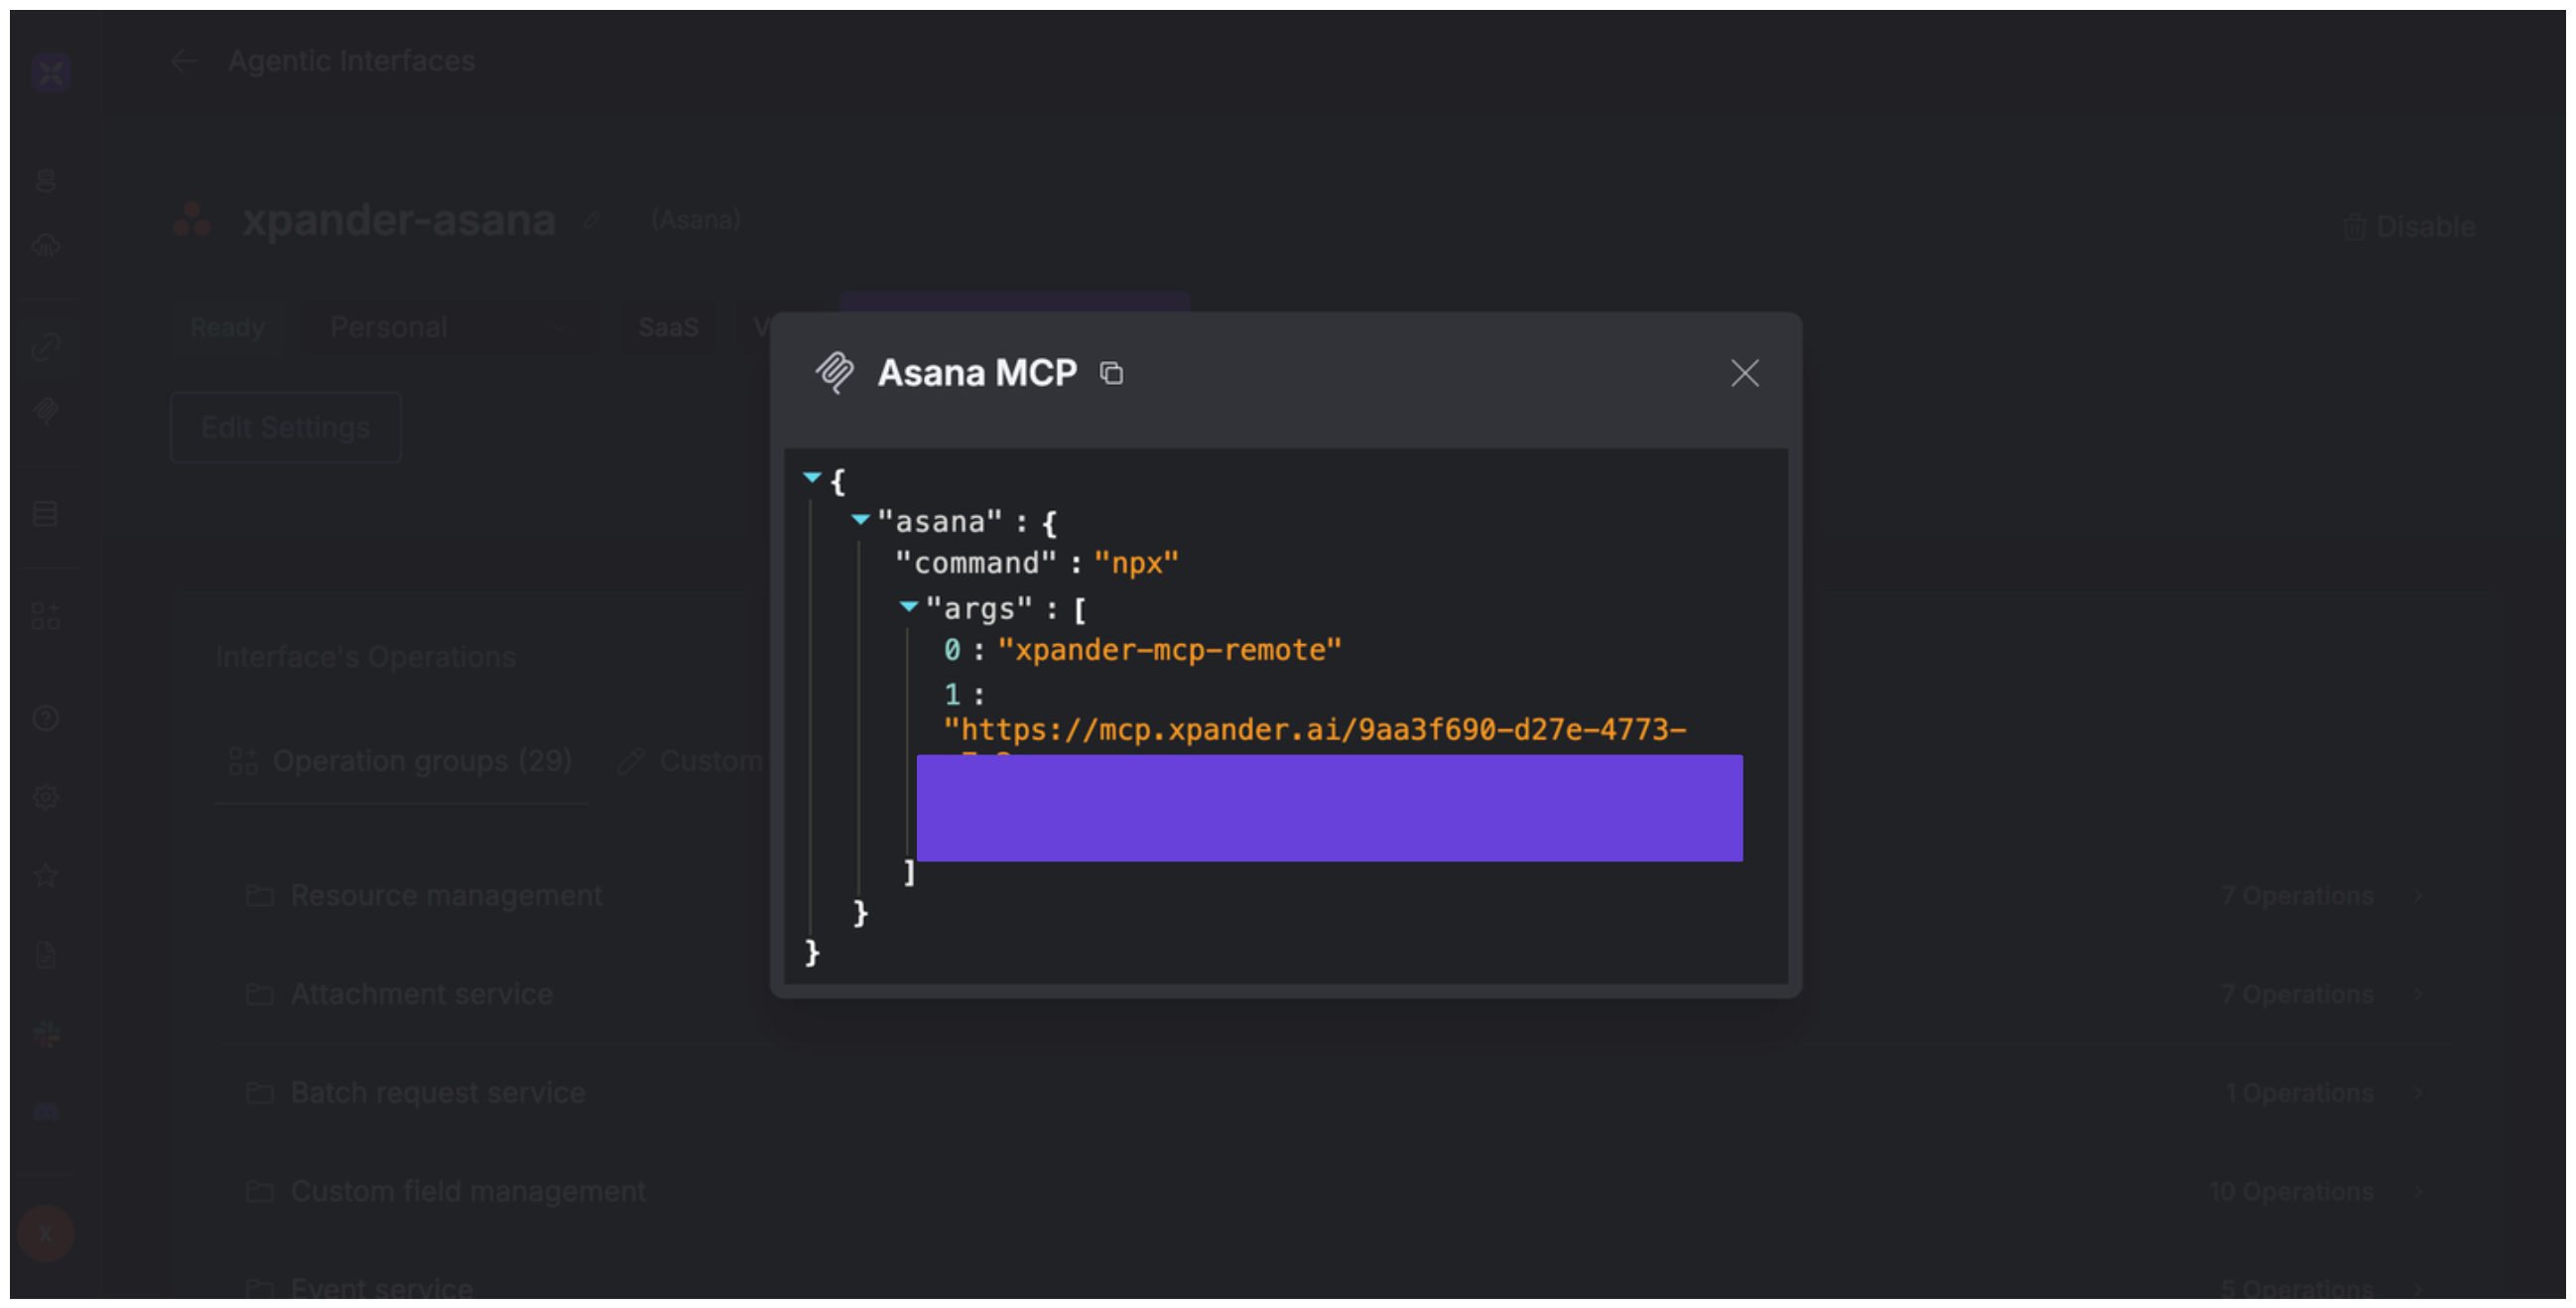 Agentic Interfaces
xpander-asana (Asana)
Disable
Ready Personal SaaS
Edit Settings
Asana MCP
{
"asana" : {
"command" : "npx"
"args" : [
0 : "xpander-mcp-remote"
1 :
"https://mcp.xpander.ai/9aa3f690-d27e-4773-
]
}
}
Interface's Operations
Operation groups (29) Custom
Resource management 7 Operations
Attachment service 7 Operations
Batch request service 1 Operations
Custom field management 10 Operations
Event service 5 Operations
X